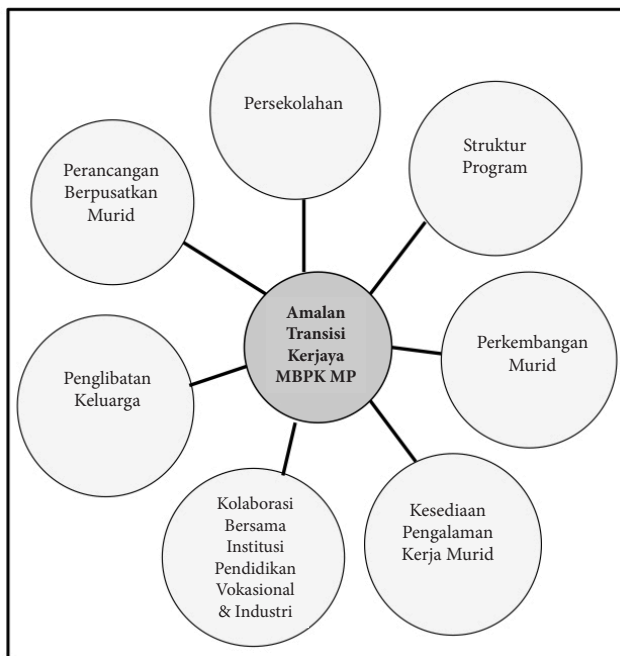 Persekolahan
Struktur
Program
Perancangan
Berpusatkan
Murid
Amalan
Transisi
Kerjaya
MBPK MP
Perkembangan
Murid
Penglibatan
Keluarga
Kolaborasi
Bersama
Institusi
Pendidikan
Vokasional
& Industri
Kesediaan
Pengalaman
Kerja Murid